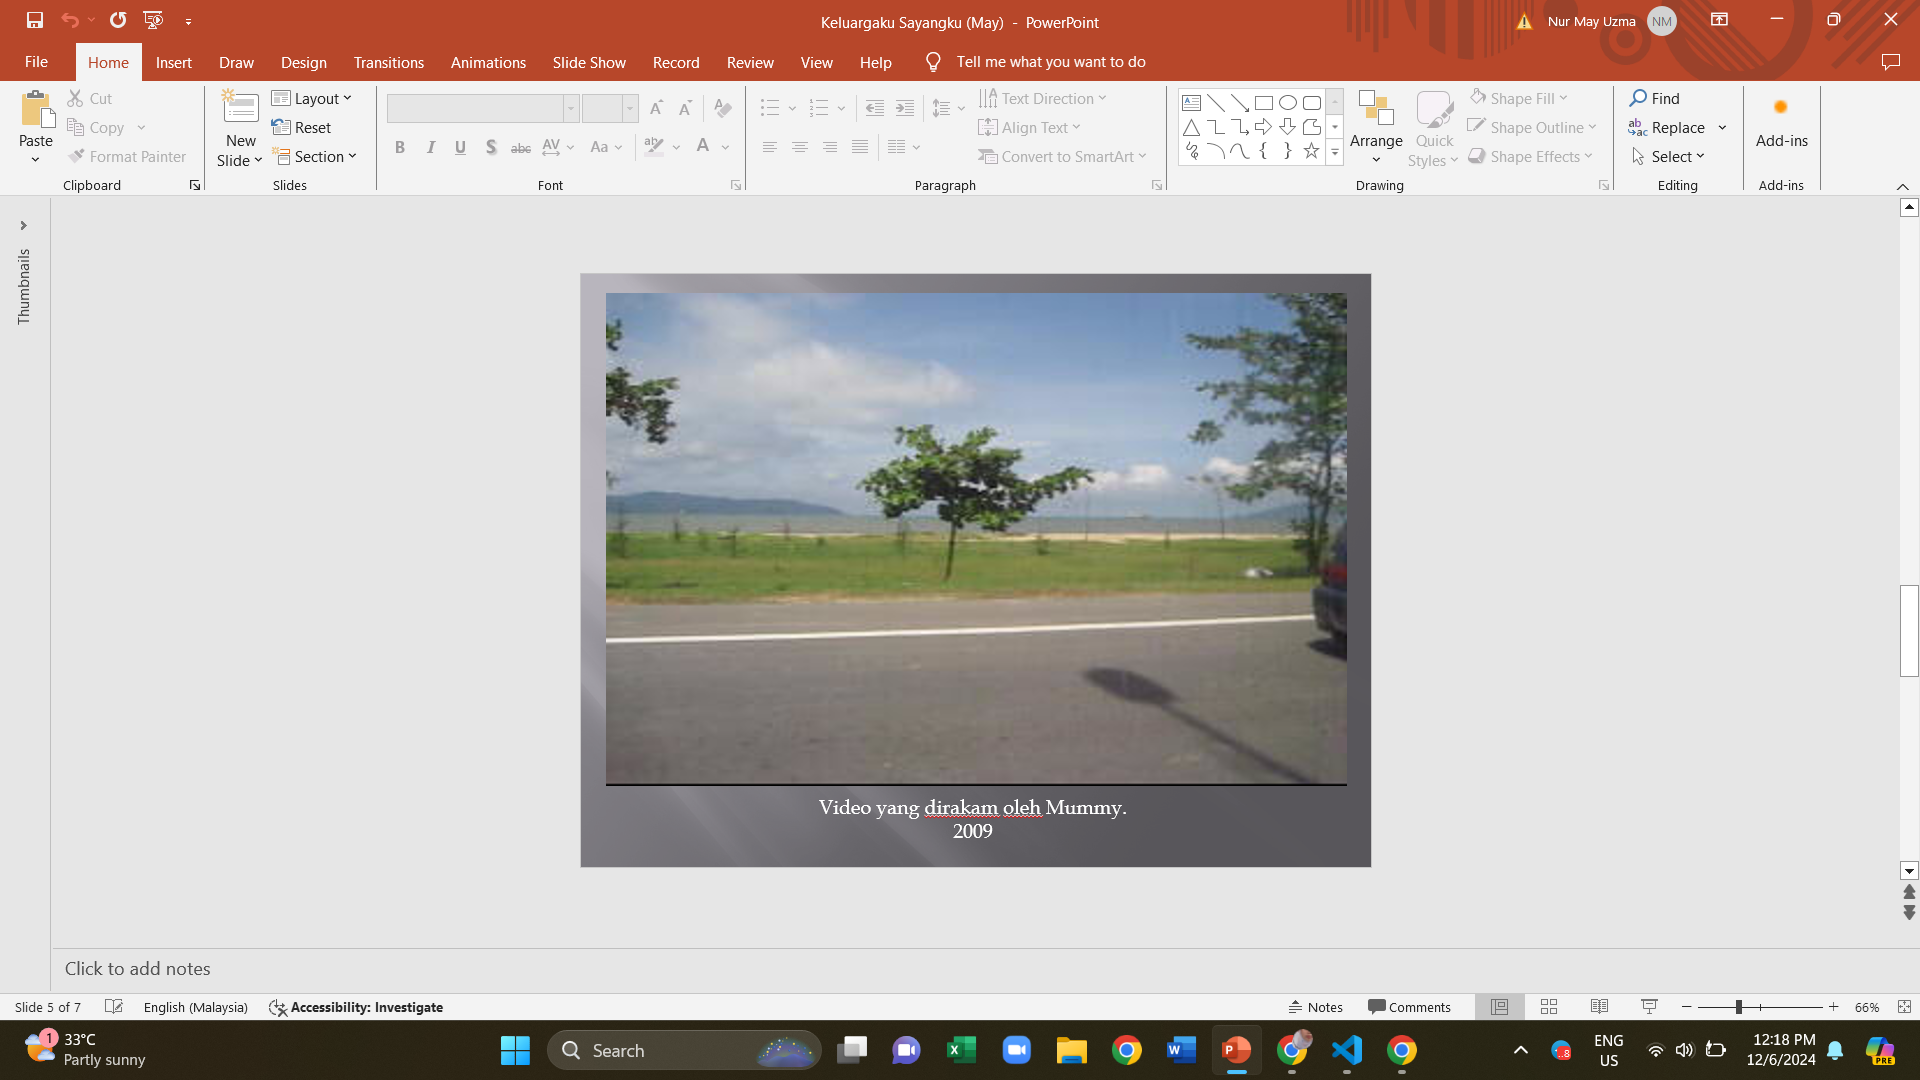 Keluargaku Sayangku (May) - PowerPoint
Nur May Uzma
NM
File
Home
Insert
Draw
Design
Transitions
Animations
Slide Show
Record
Review
View
Help
Tell me what you want to do
Paste
Cut
Copy
Format Painter
Clipboard
New Slide
Layout
Reset
Section
Slides
B I U S abc AV Aa A
Font
Text Direction
Align Text
Convert to SmartArt
Paragraph
Arrange
Quick Styles
Shape Fill
Shape Outline
Shape Effects
Drawing
Find
Replace
Select
Editing
Add-ins
Add-ins
Thumbnails
Video yang dirakam oleh Mummy.
2009
Click to add notes
Slide 5 of 7
English (Malaysia)
Accessibility: Investigate
Notes
Comments
66%
1
33°C
Partly sunny
Search
ENG
US
12:18 PM
12/6/2024
PRE